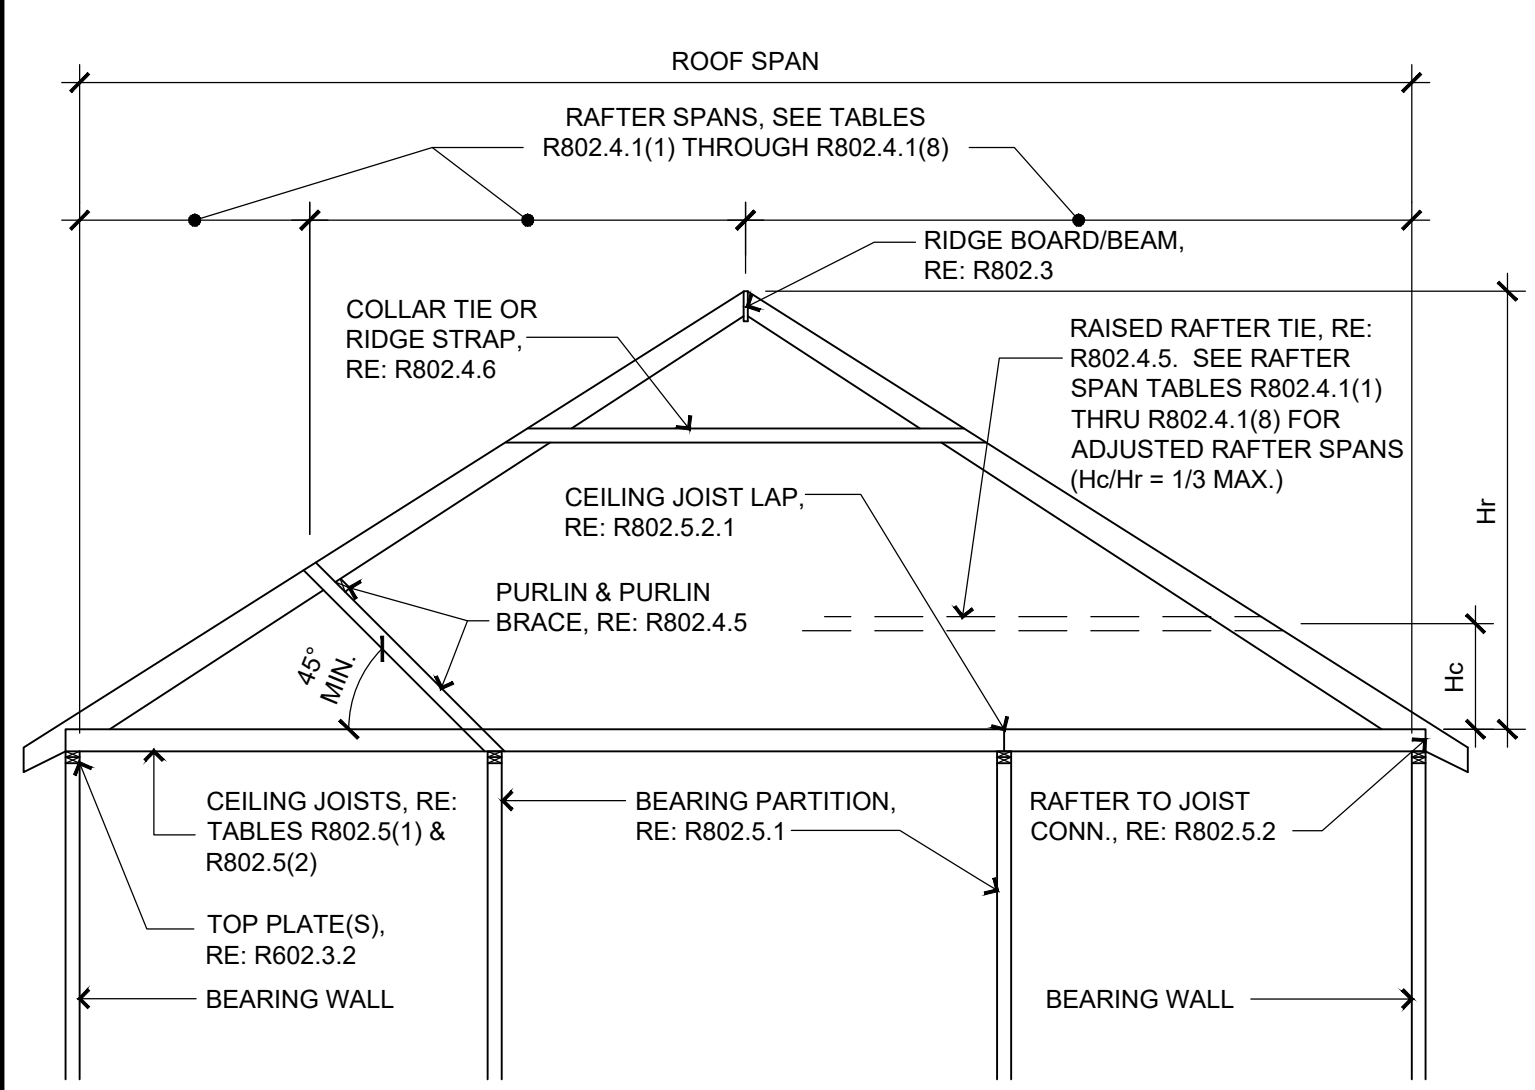 ROOF SPAN
RAFTER SPANS, SEE TABLES
R802.4.1(1) THROUGH R802.4.1(8)
RIDGE BOARD/BEAM,
RE: R802.3
COLLAR TIE OR
RIDGE STRAP,
RE: R802.4.6
RAISED RAFTER TIE, RE:
R802.4.5. SEE RAFTER
SPAN TABLES R802.4.1(1)
THRU R802.4.1(8) FOR
ADJUSTED RAFTER SPANS
(Hc/Hr = 1/3 MAX.)
Hr
CEILING JOIST LAP,
RE: R802.5.2.1
PURLIN & PURLIN
BRACE, RE: R802.4.5
45°
MIN.
Hc
CEILING JOISTS, RE:
TABLES R802.5(1) &
R802.5(2)
BEARING PARTITION,
RE: R802.5.1
RAFTER TO JOIST
CONN., RE: R802.5.2
TOP PLATE(S),
RE: R602.3.2
BEARING WALL
BEARING WALL